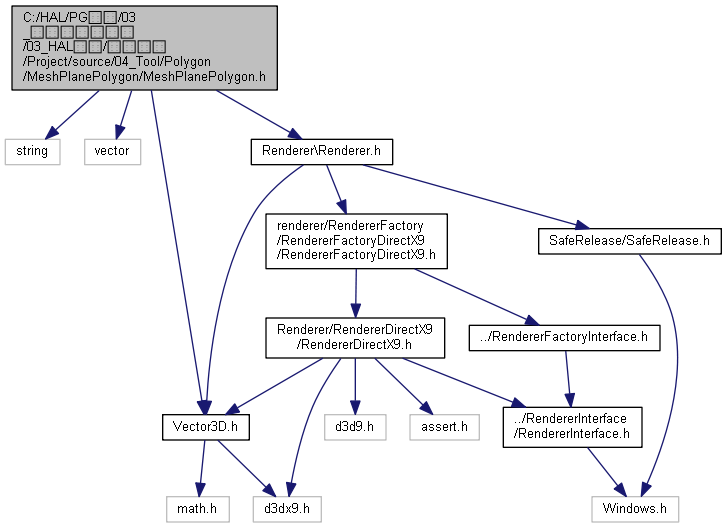 C:/HAL/PG□□/03
_□□□□□□□
/03_HAL□□/□□□□
/Project/source/04_Tool/Polygon
/MeshPlanePolygon/MeshPlanePolygon.h
string
vector
Renderer\Renderer.h
renderer/RendererFactory
/RendererFactoryDirectX9
/RendererFactoryDirectX9.h
SafeRelease/SafeRelease.h
Renderer/RendererDirectX9
/RendererDirectX9.h
../RendererFactoryInterface.h
Vector3D.h
d3d9.h
assert.h
../RendererInterface
/RendererInterface.h
math.h
d3dx9.h
Windows.h